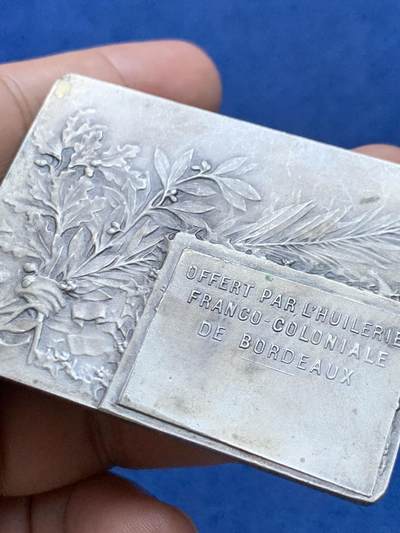 OFFERT PAR L'HUILERIE
FRANCO-COLONIALE
DE BORDEAUX